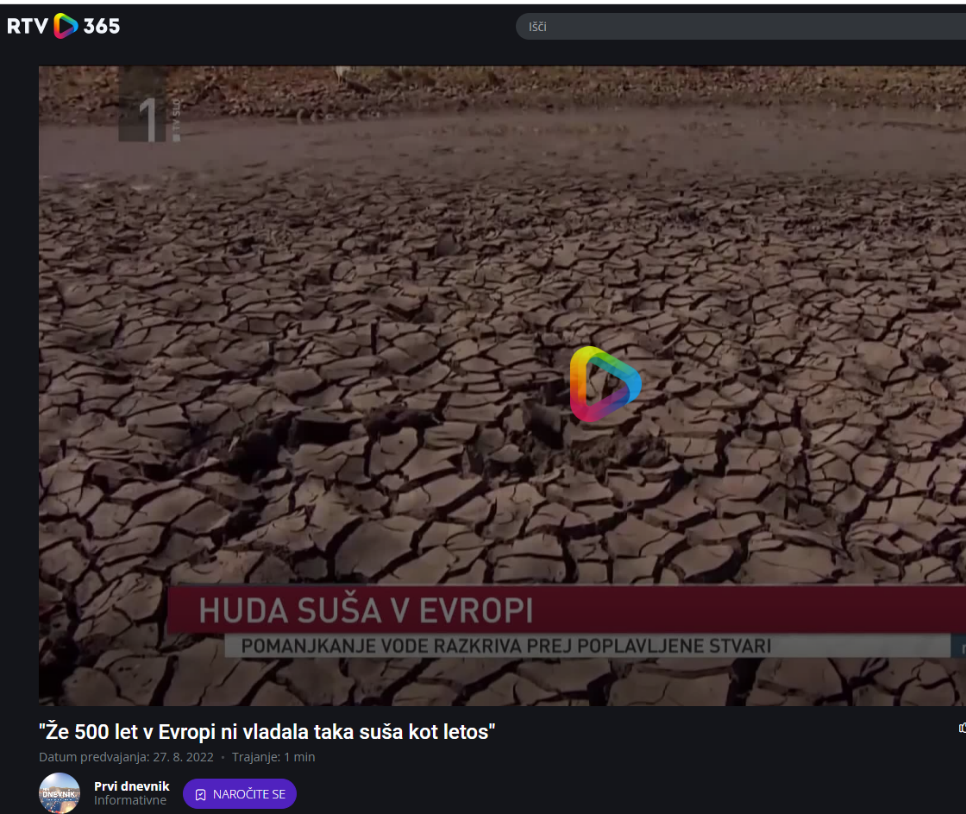 RTV 365
Išči
1
TV SLO
HUDA SUŠA V EVROPI
POMANJKANJE VODE RAZKRIVA PREJ POPLAVLJENE STVARI
"Že 500 let v Evropi ni vladala taka suša kot letos"
Datum predvajanja: 27. 8. 2022 · Trajanje: 1 min
DNEVNIK
Prvi dnevnik
NAROČITE SE
Informativne